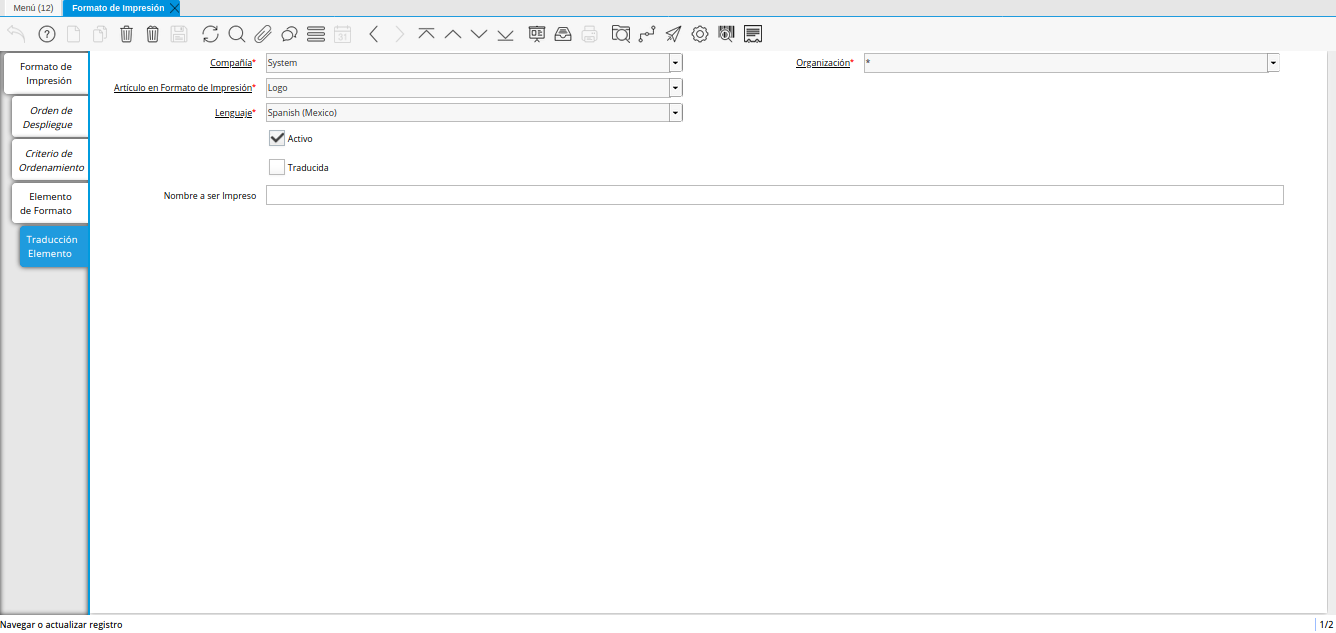 Menú (12)
Formato de Impresión
31
Formato de
Impresión
Orden de
Despliegue
Criterio de
Ordenamiento
Elemento
de Formato
Traducción
Elemento
Compañía*
System
Organización*
*
Artículo en Formato de Impresión*
Logo
Lenguaje*
Spanish (Mexico)
Activo
Traducida
Nombre a ser Impreso
Navegar o actualizar registro
1/2